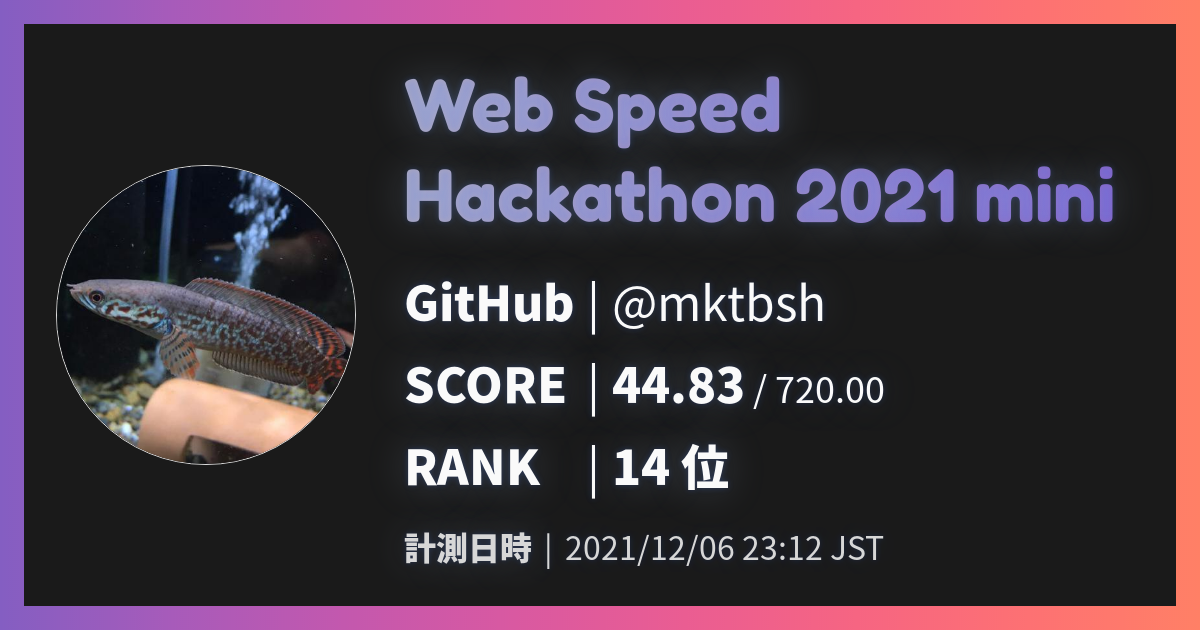 Web Speed
Hackathon 2021 mini
GitHub | @mktbsh
SCORE | 44.83 / 720.00
RANK | 14 位
計測日時 | 2021/12/06 23:12 JST